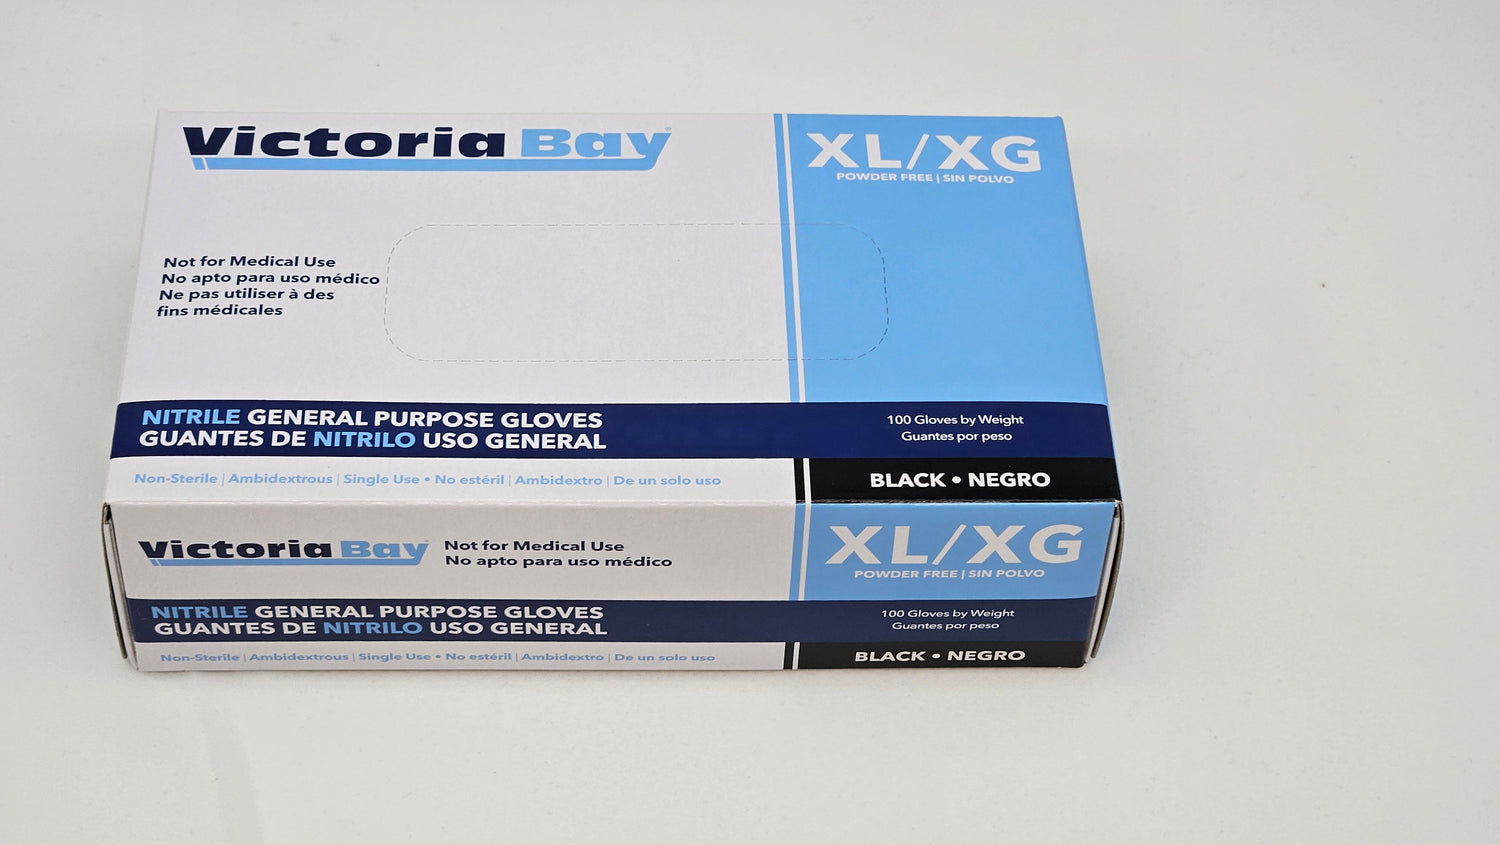 Victoria Bay®
XL/XG
POWDER FREE | SIN POLVO
Not for Medical Use
No apto para uso médico
Ne pas utiliser à des
fins médicales
NITRILE GENERAL PURPOSE GLOVES
GUANTES DE NITRILO USO GENERAL
100 Gloves by Weight
Guantes por peso
Non-Sterile | Ambidextrous | Single Use • No estéril | Ambidextro | De un solo uso
BLACK • NEGRO
Victoria Bay®
Not for Medical Use
No apto para uso médico
XL/XG
POWDER FREE | SIN POLVO
NITRILE GENERAL PURPOSE GLOVES
GUANTES DE NITRILO USO GENERAL
100 Gloves by Weight
Guantes por peso
Non-Sterile | Ambidextrous | Single Use • No estéril | Ambidextro | De un solo uso
BLACK • NEGRO